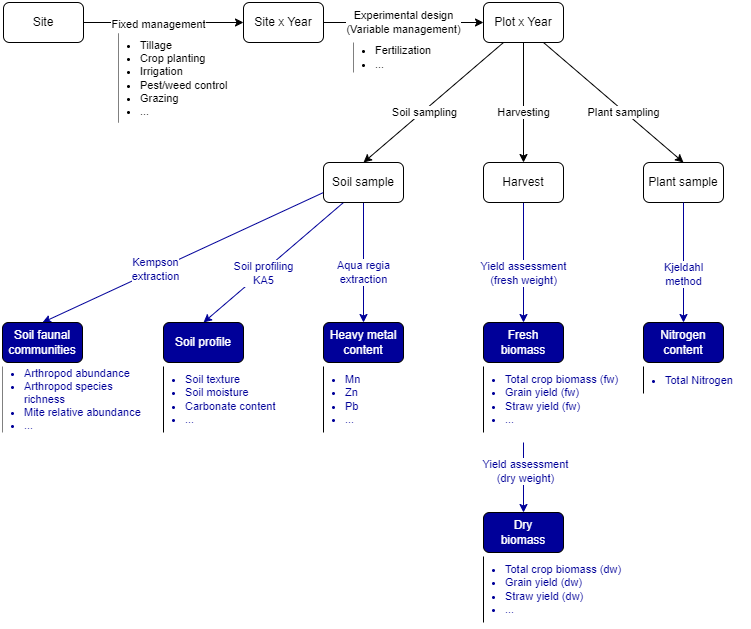 Site
Fixed management
Site x Year
Experimental design
(Variable management)
Plot x Year
• Tillage
• Crop planting
• Irrigation
• Pest/weed control
• Grazing
• ...
• Fertilization
• ...
Soil sampling
Harvesting
Plant sampling
Soil sample
Harvest
Plant sample
Kempson
extraction
Soil profiling
KA5
Aqua regia
extraction
Yield assessment
(fresh weight)
Kjeldahl
method
Soil faunal
communities
Soil profile
Heavy metal
content
Fresh
biomass
Nitrogen
content
• Arthropod abundance
• Arthropod species
richness
• Mite relative abundance
• ...
• Soil texture
• Soil moisture
• Carbonate content
• ...
• Mn
• Zn
• Pb
• ...
• Total crop biomass (fw)
• Grain yield (fw)
• Straw yield (fw)
• ...
• Total Nitrogen
Yield assessment
(dry weight)
Dry
biomass
• Total crop biomass (dw)
• Grain yield (dw)
• Straw yield (dw)
• ...